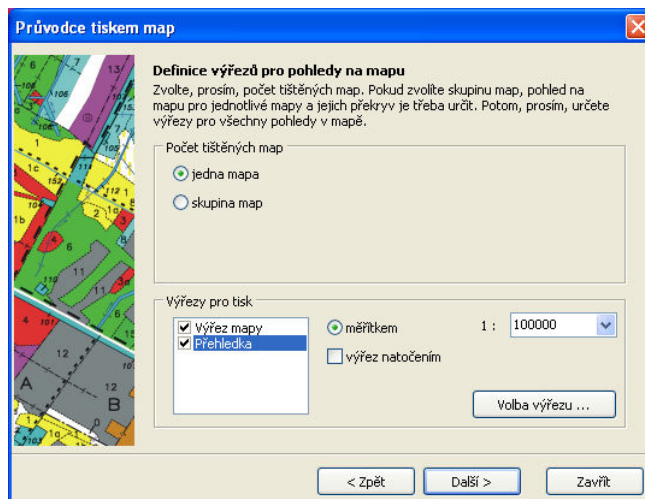 Průvodce tiskem map
Definice výřezů pro pohledy na mapu
Zvolte, prosím, počet tištěných map. Pokud zvolíte skupinu map, pohled na
mapu pro jednotlivé mapy a jejich překryv je třeba určit. Potom, prosím, určete
výřezy pro všechny pohledy v mapě.
Počet tištěných map
jedna mapa
skupina map
Výřezy pro tisk
Výřez mapy
Přehledka
měřítkem
1 : 100000
výřez natočením
Volba výřezu ...
< Zpět
Další >
Zavřít